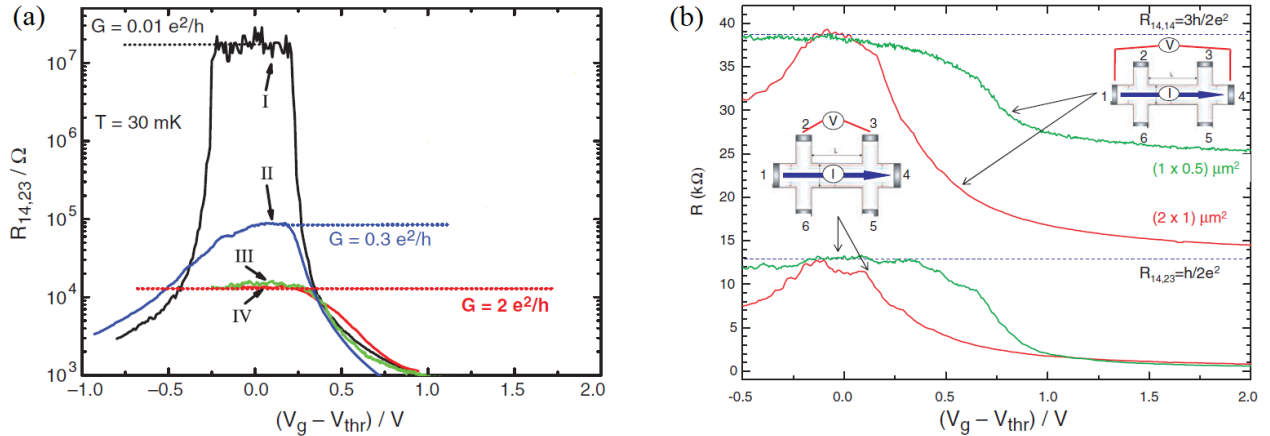 (a)
G = 0.01 e²/h
10⁷
10⁶
10⁵
10⁴
10³
R₁₄,₂₃ / Ω
T = 30 mK
I
II
III
IV
G = 0.3 e²/h
G = 2 e²/h
-1.0 -0.5 0.0 0.5 1.0 1.5 2.0
(V_g – V_thr) / V
(b)
40
35
30
25
20
15
10
5
0
R (kΩ)
R₁₄,₁₄=3h/2e²
V
2 3
L
1 I 4
6 5
(1 x 0.5) μm²
(2 x 1) μm²
V
2 3
L
1 I 4
6 5
R₁₄,₂₃=h/2e²
-0.5 0.0 0.5 1.0 1.5 2.0
(V_g – V_thr) / V